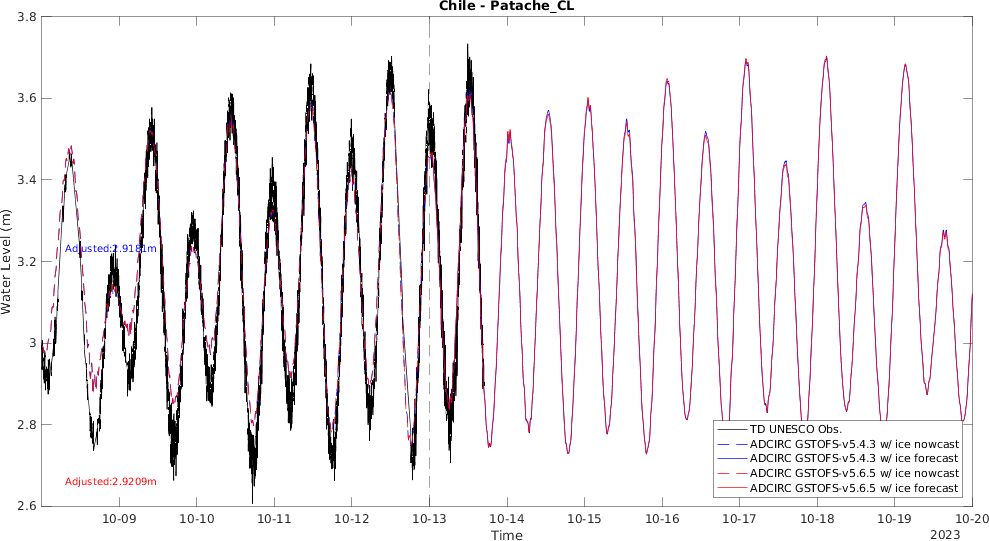 Chile - Patache_CL
3.8
3.6
3.4
3.2
3
2.8
2.6
Water Level (m)
Adjusted:2.9181m
Adjusted:2.9209m
TD UNESCO Obs.
ADCIRC GSTOFS-v5.4.3 w/ ice nowcast
ADCIRC GSTOFS-v5.4.3 w/ ice forecast
ADCIRC GSTOFS-v5.6.5 w/ ice nowcast
ADCIRC GSTOFS-v5.6.5 w/ ice forecast
10-09 10-10 10-11 10-12 10-13 10-14 10-15 10-16 10-17 10-18 10-19 10-20
Time
2023